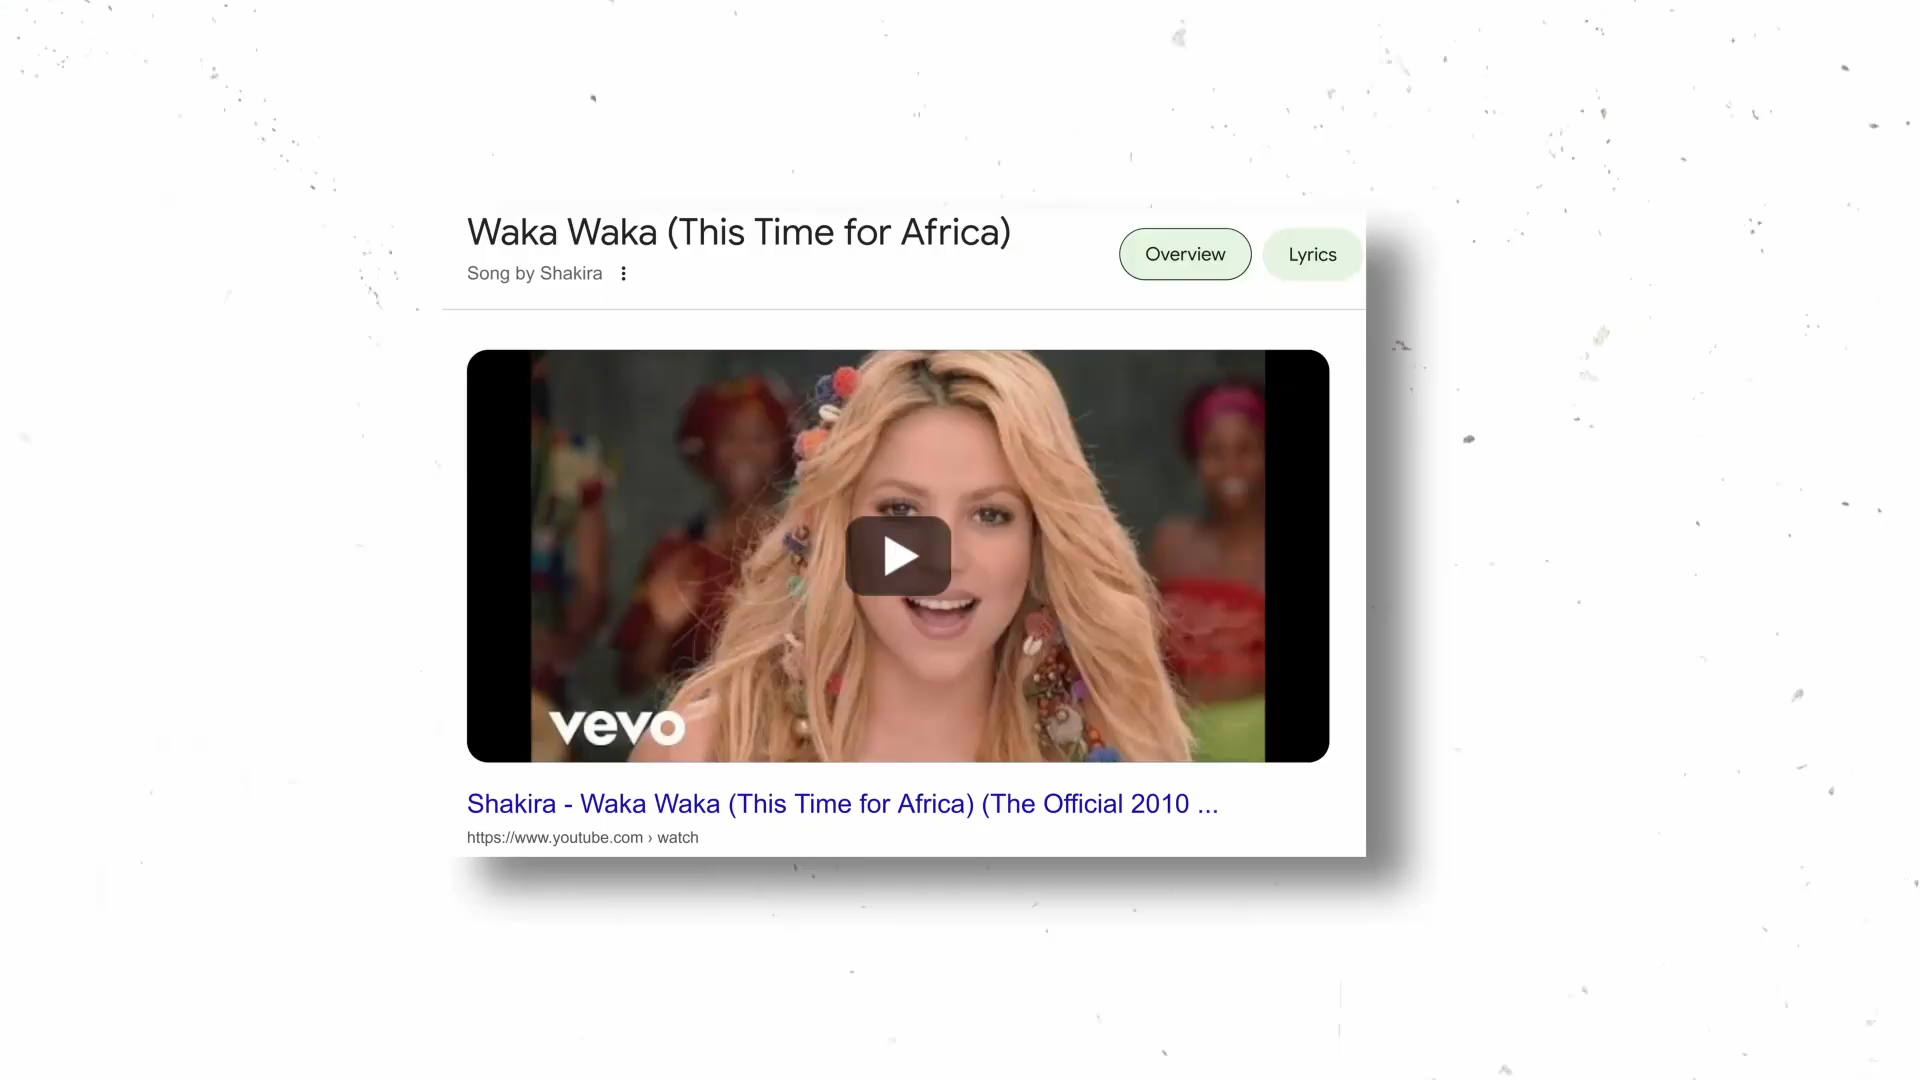 Waka Waka (This Time for Africa)
Song by Shakira
Overview
Lyrics
vevo
Shakira - Waka Waka (This Time for Africa) (The Official 2010 ...
https://www.youtube.com › watch